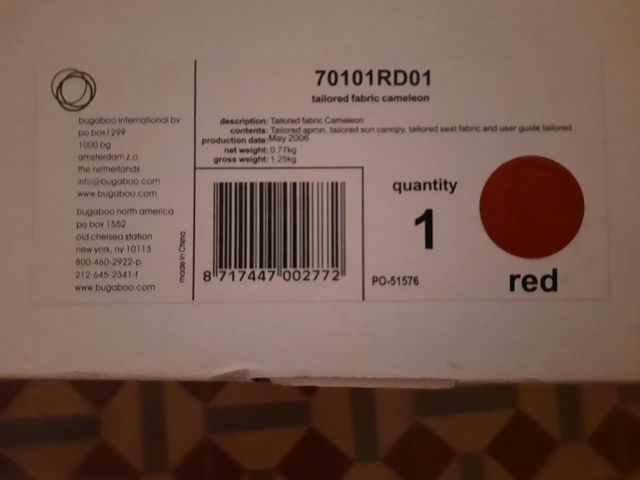 70101RD01
tailored fabric cameleon
bugaboo international bv
po box1299
1000 bg
amsterdam z.o.
the netherlands
info@bugaboo.com
www.bugaboo.com
bugaboo north america
po box 1552
old chelsea station
new york, ny 10113
800-460-2922-p
212-645-2341-f
www.bugaboo.com
made in China
description: Tailored fabric Cameleon
contents: Tailored apron, tailored sun canopy, tailored seat fabric and user guide tailored
production date: May 2006
net weight: 0.77kg
gross weight: 1.25kg
8 717447 002772
quantity
1
PO-51576
red